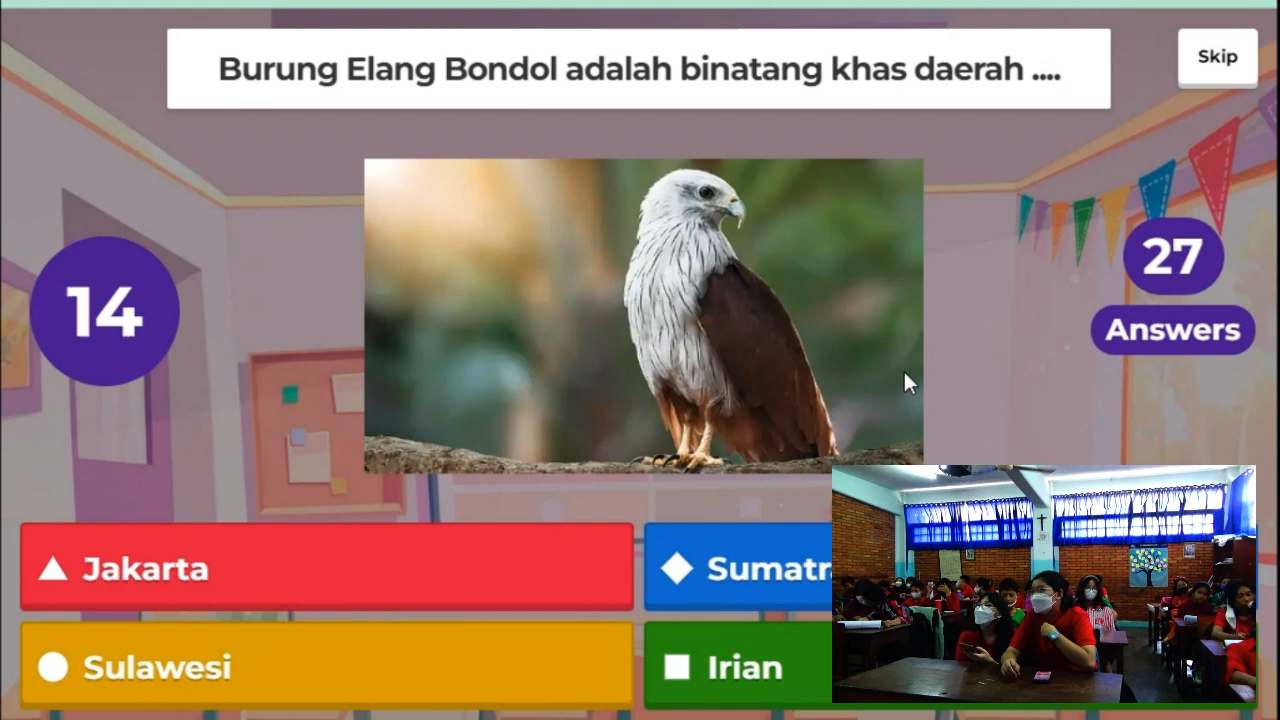 Burung Elang Bondol adalah binatang khas daerah ....
Skip
14
27
Answers
Jakarta
Sumatr
Sulawesi
Irian